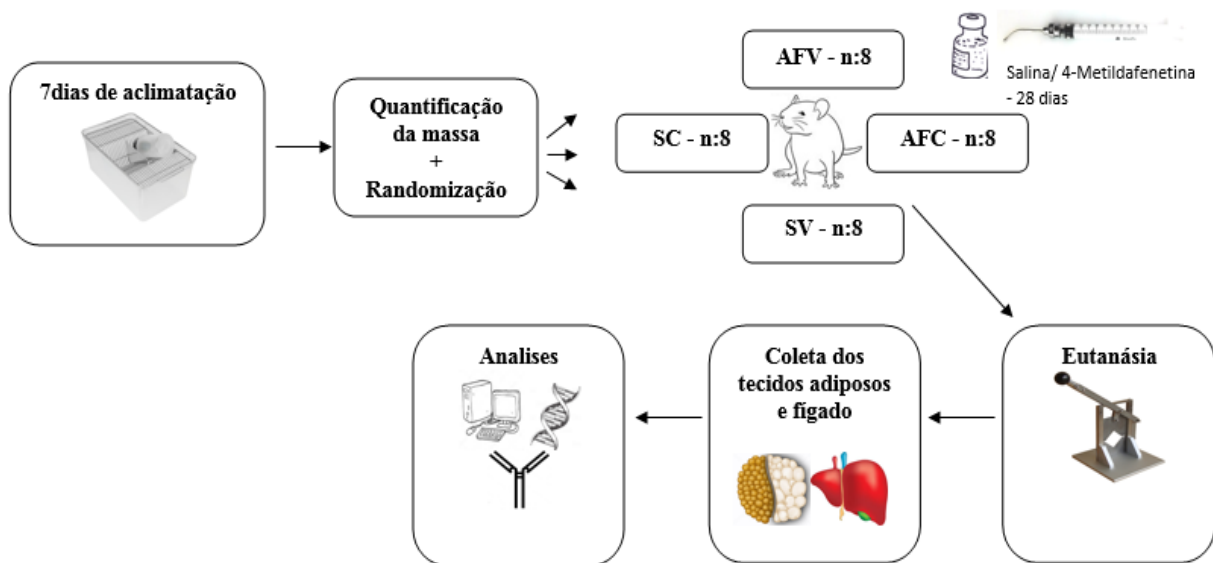 7dias de aclimatação
Quantificação
da massa
+
Randomização
AFV - n:8
SC - n:8
AFC - n:8
SV - n:8
Salina/ 4-Metildafenetina
- 28 dias
Eutanásia
Coleta dos
tecidos adiposos
e fígado
Analises